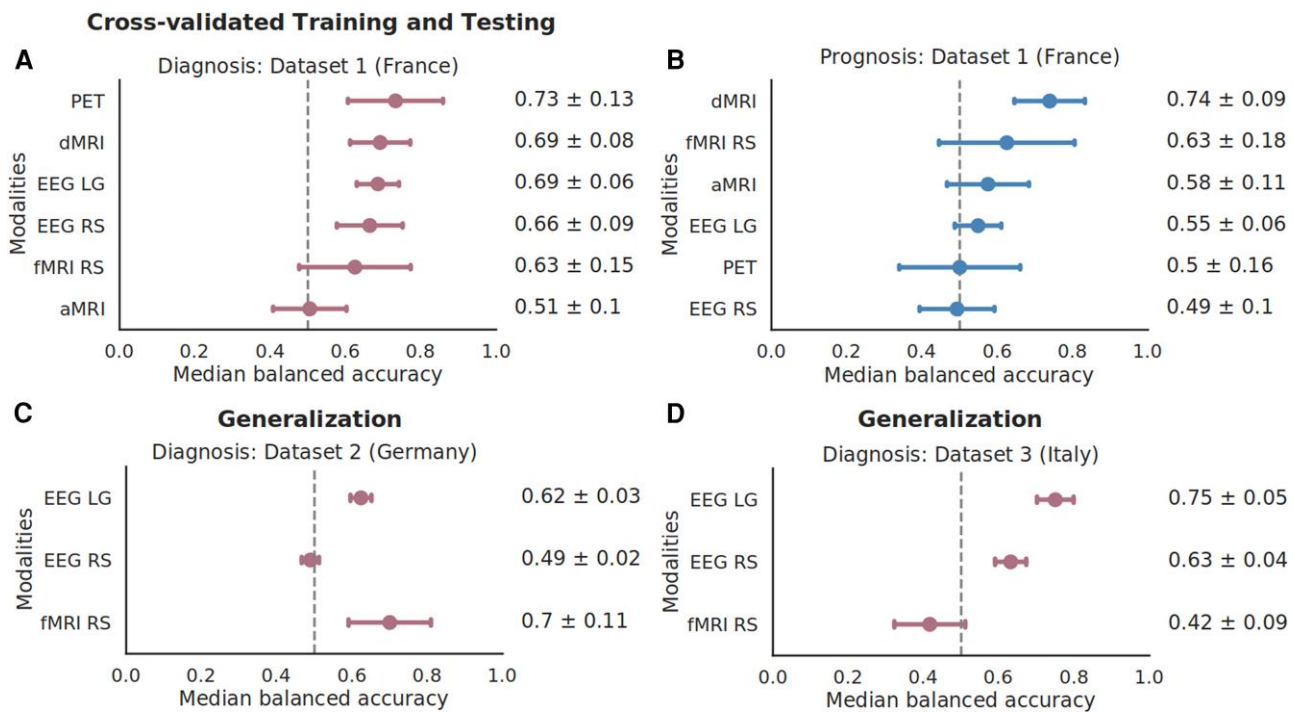 Cross-validated Training and Testing
A
Diagnosis: Dataset 1 (France)
Modalities
PET 0.73 ± 0.13
dMRI 0.69 ± 0.08
EEG LG 0.69 ± 0.06
EEG RS 0.66 ± 0.09
fMRI RS 0.63 ± 0.15
aMRI 0.51 ± 0.1
0.0 0.2 0.4 0.6 0.8 1.0
Median balanced accuracy
B
Prognosis: Dataset 1 (France)
Modalities
dMRI 0.74 ± 0.09
fMRI RS 0.63 ± 0.18
aMRI 0.58 ± 0.11
EEG LG 0.55 ± 0.06
PET 0.5 ± 0.16
EEG RS 0.49 ± 0.1
0.0 0.2 0.4 0.6 0.8 1.0
Median balanced accuracy
C
Generalization
Diagnosis: Dataset 2 (Germany)
Modalities
EEG LG 0.62 ± 0.03
EEG RS 0.49 ± 0.02
fMRI RS 0.7 ± 0.11
0.0 0.2 0.4 0.6 0.8 1.0
Median balanced accuracy
D
Generalization
Diagnosis: Dataset 3 (Italy)
Modalities
EEG LG 0.75 ± 0.05
EEG RS 0.63 ± 0.04
fMRI RS 0.42 ± 0.09
0.0 0.2 0.4 0.6 0.8 1.0
Median balanced accuracy